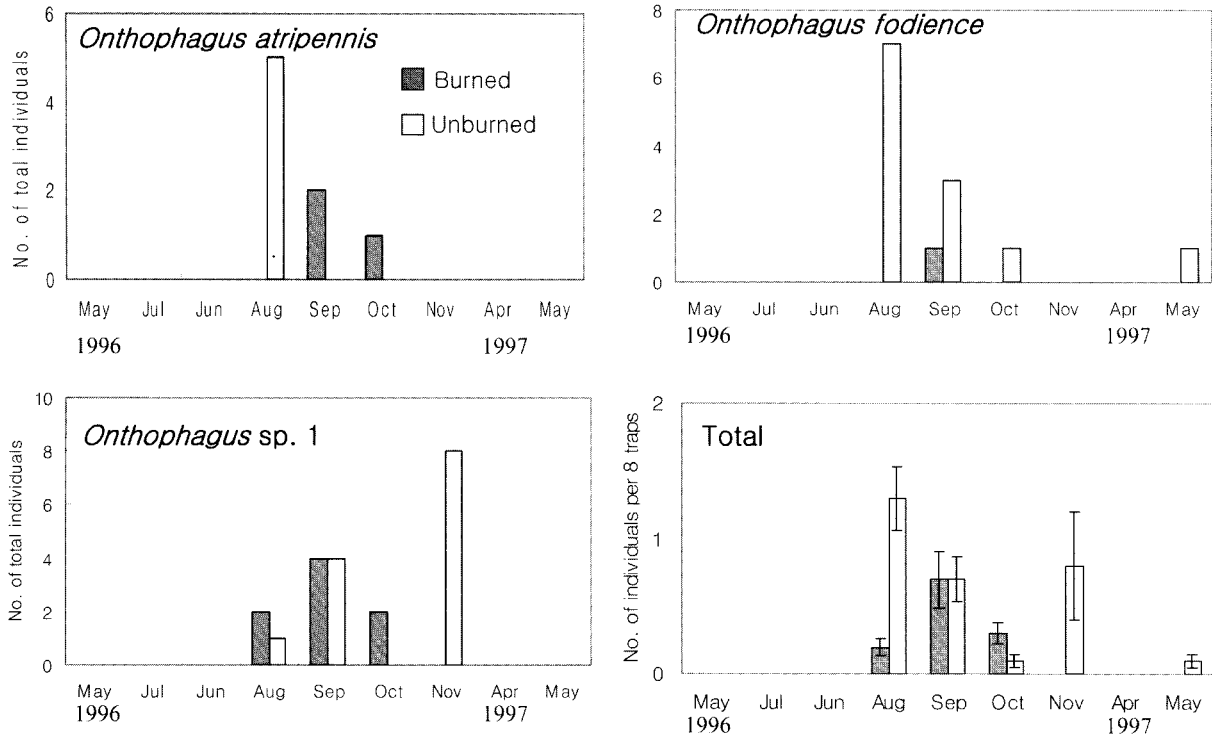 Onthophagus atripennis
Burned
Unburned
No. of toal individuals
6
4
2
0
May Jul Jun Aug Sep Oct Nov Apr May
1996 1997
Onthophagus fodience
8
6
4
2
0
May Jul Jun Aug Sep Oct Nov Apr May
1996 1997
Onthophagus sp. 1
No. of total individuals
10
8
6
4
2
0
May Jul Jun Aug Sep Oct Nov Apr May
1996 1997
Total
No. of individuals per 8 traps
2
1
0
May Jul Jun Aug Sep Oct Nov Apr May
1996 1997